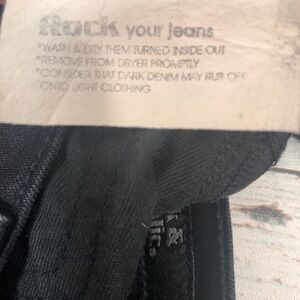 Rock your jeans
*WASH & DRY THEM TURNED INSIDE OUT
*REMOVE FROM DRYER PROMPTLY
*CONSIDER THAT DARK DENIM MAY RUB OFF
ONTO LIGHT CLOTHING
&